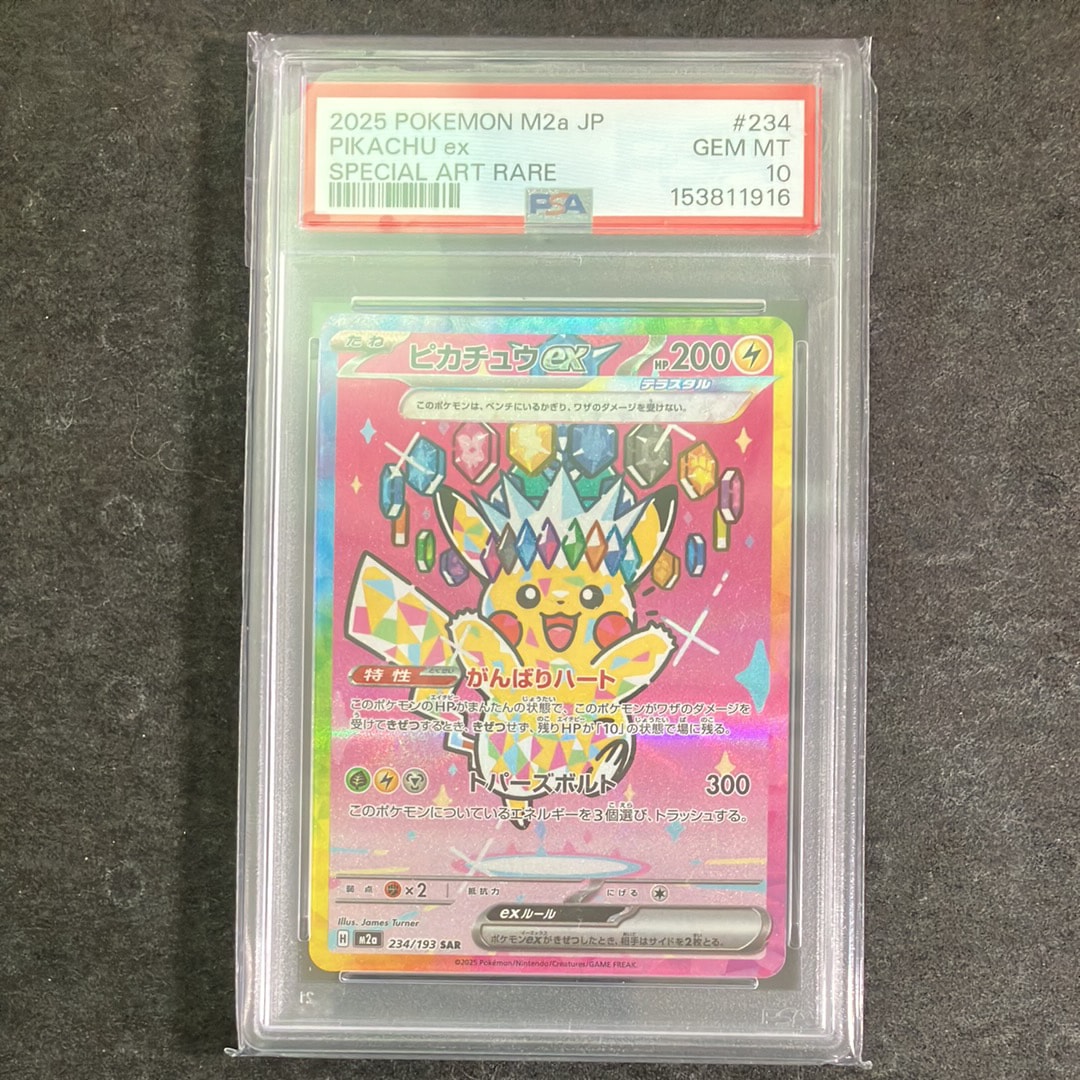 2025 POKEMON M2a JP #234
PIKACHU ex GEM MT
SPECIAL ART RARE 10
PSA 153811916
たね ピカチュウex HP200
テラスタル
このポケモンは、ベンチにいるかぎり、ワザのダメージを受けない。
特性 がんばりハート
このポケモンのHPがまんたんの状態で、このポケモンがワザのダメージを
受けてきぜつするとき、きぜつせず、残りHPが「10」の状態で場に残る。
トパーズボルト 300
このポケモンについているエネルギーを3個選び、トラッシュする。
弱点 ×2 抵抗力 にげる
exルール
ポケモンexがきぜつしたとき、相手はサイドを2枚とる。
Illus. James Turner
H M2a 234/193 SAR
©2025 Pokémon/Nintendo/Creatures/GAME FREAK.